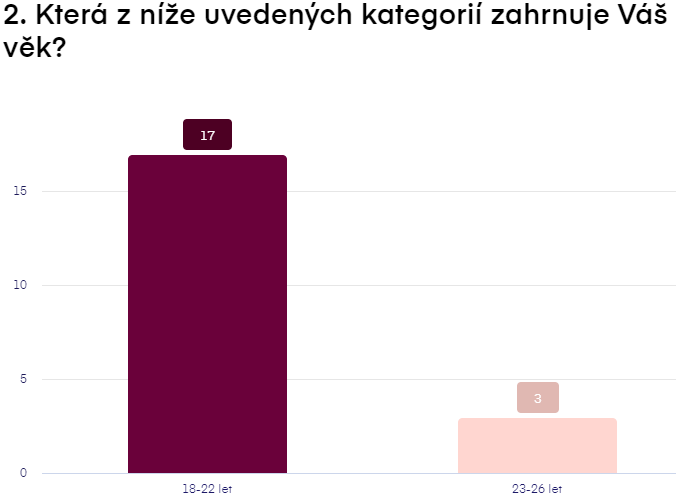 2. Která z níže uvedených kategorií zahrnuje Váš
věk?
17
15
10
5
3
0
18-22 let
23-26 let